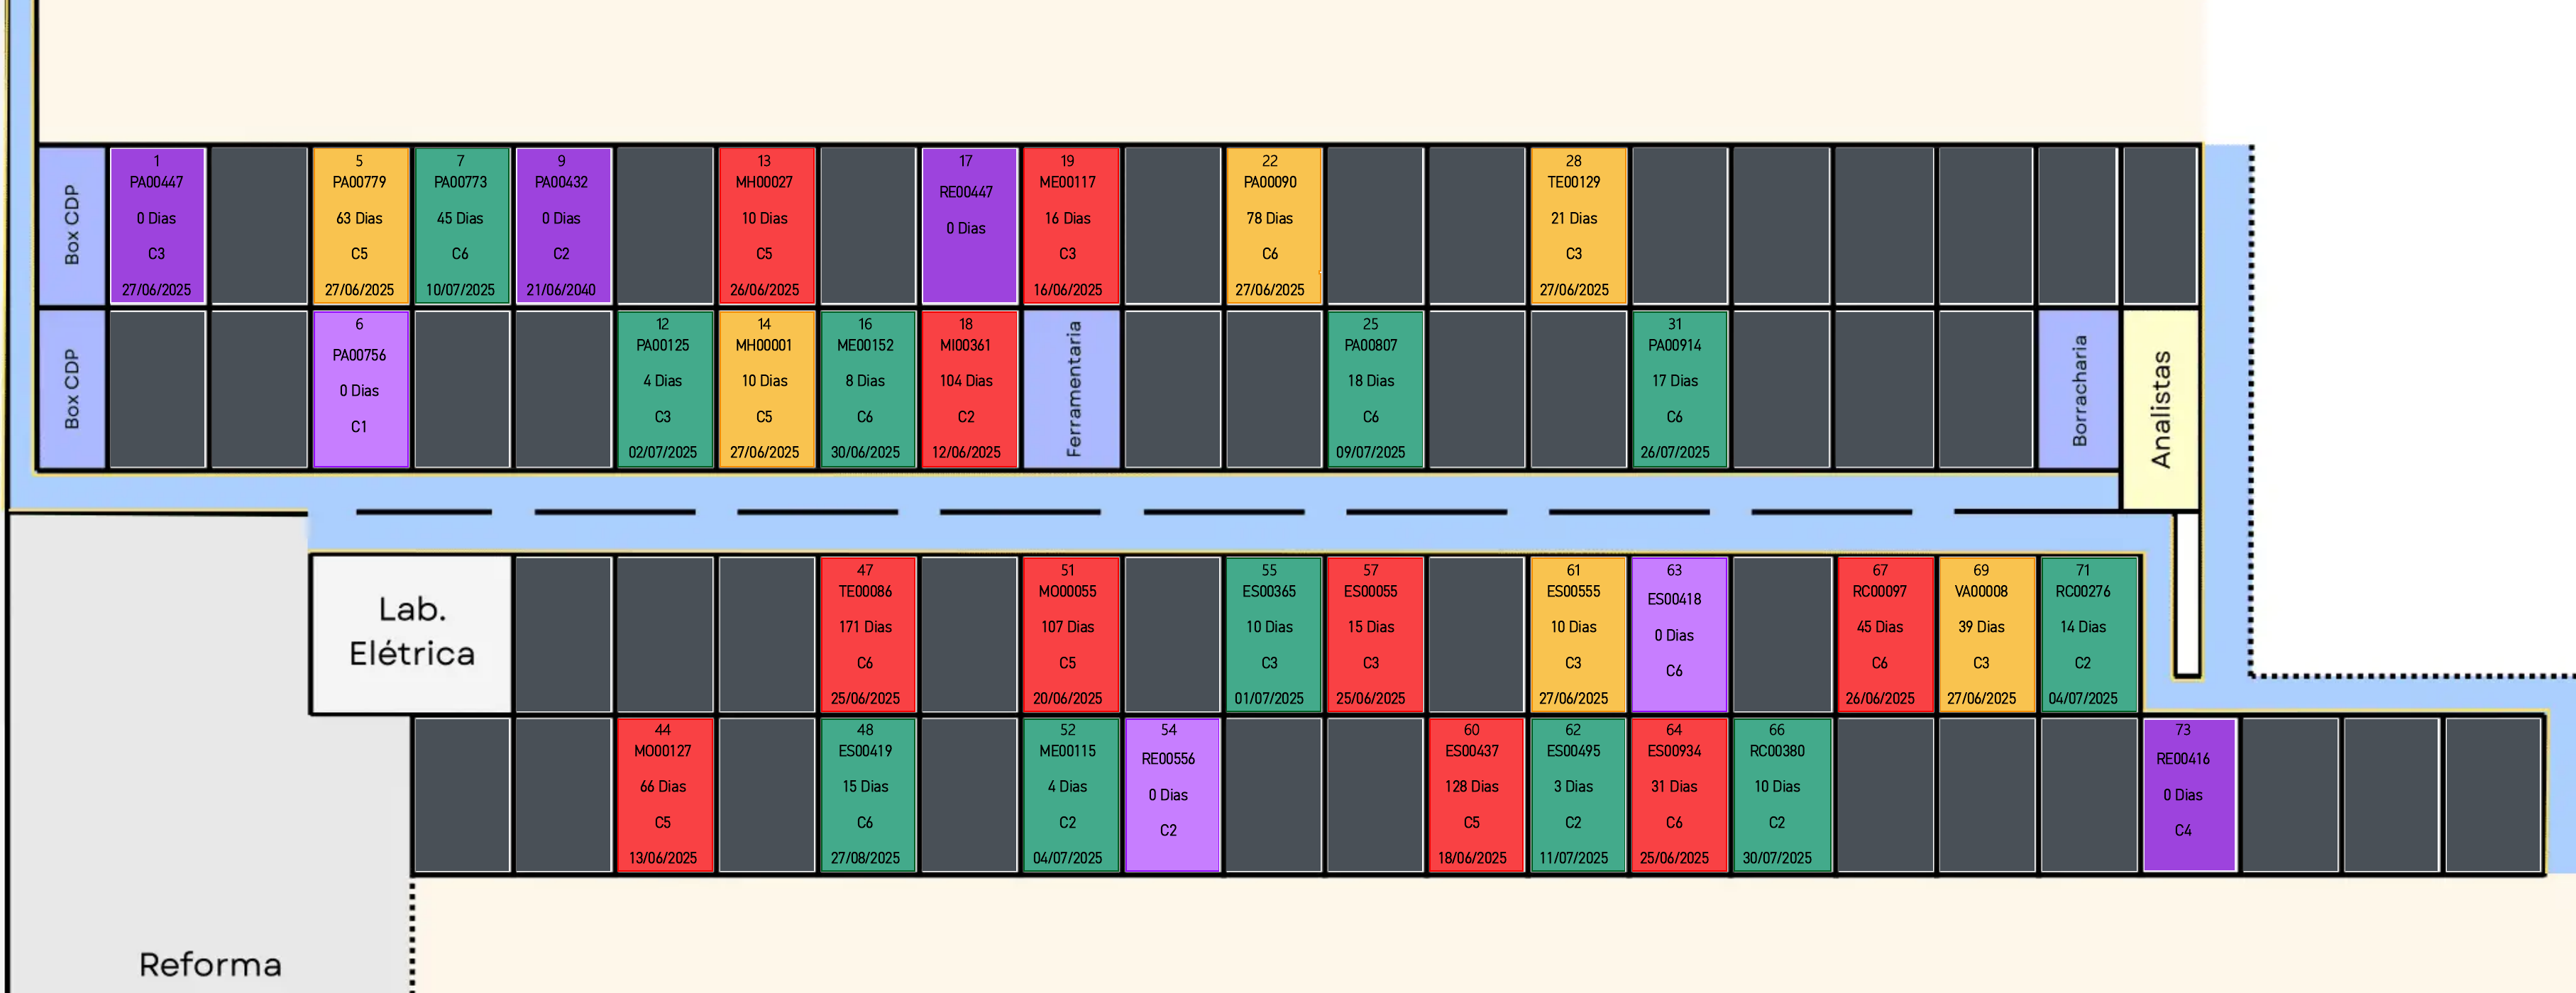 Box CDP
1
PA00447
0 Dias
C3
27/06/2025
5
PA00779
63 Dias
C5
27/06/2025
7
PA00773
45 Dias
C6
10/07/2025
9
PA00432
0 Dias
C2
21/06/2040
13
MH00027
10 Dias
C5
26/06/2025
17
RE00447
0 Dias
19
ME00117
16 Dias
C3
16/06/2025
22
PA00090
78 Dias
C6
27/06/2025
28
TE00129
21 Dias
C3
27/06/2025
Box CDP
6
PA00756
0 Dias
C1
12
PA00125
4 Dias
C3
02/07/2025
14
MH00001
10 Dias
C5
27/06/2025
16
ME00152
8 Dias
C6
30/06/2025
18
MI00361
104 Dias
C2
12/06/2025
Ferramentaria
25
PA00807
18 Dias
C6
09/07/2025
31
PA00914
17 Dias
C6
26/07/2025
Borracharia
Analistas
Lab.
Elétrica
47
TE00086
171 Dias
C6
25/06/2025
51
MO00055
107 Dias
C5
20/06/2025
55
ES00365
10 Dias
C3
01/07/2025
57
ES00055
15 Dias
C3
25/06/2025
61
ES00555
10 Dias
C3
27/06/2025
63
ES00418
0 Dias
C6
67
RC00097
45 Dias
C6
26/06/2025
69
VA00008
39 Dias
C3
27/06/2025
71
RC00276
14 Dias
C2
04/07/2025
44
MO00127
66 Dias
C5
13/06/2025
48
ES00419
15 Dias
C6
27/08/2025
52
ME00115
4 Dias
C2
04/07/2025
54
RE00556
0 Dias
C2
60
ES00437
128 Dias
C5
18/06/2025
62
ES00495
3 Dias
C2
11/07/2025
64
ES00934
31 Dias
C6
25/06/2025
66
RC00380
10 Dias
C2
30/07/2025
73
RE00416
0 Dias
C4
Reforma